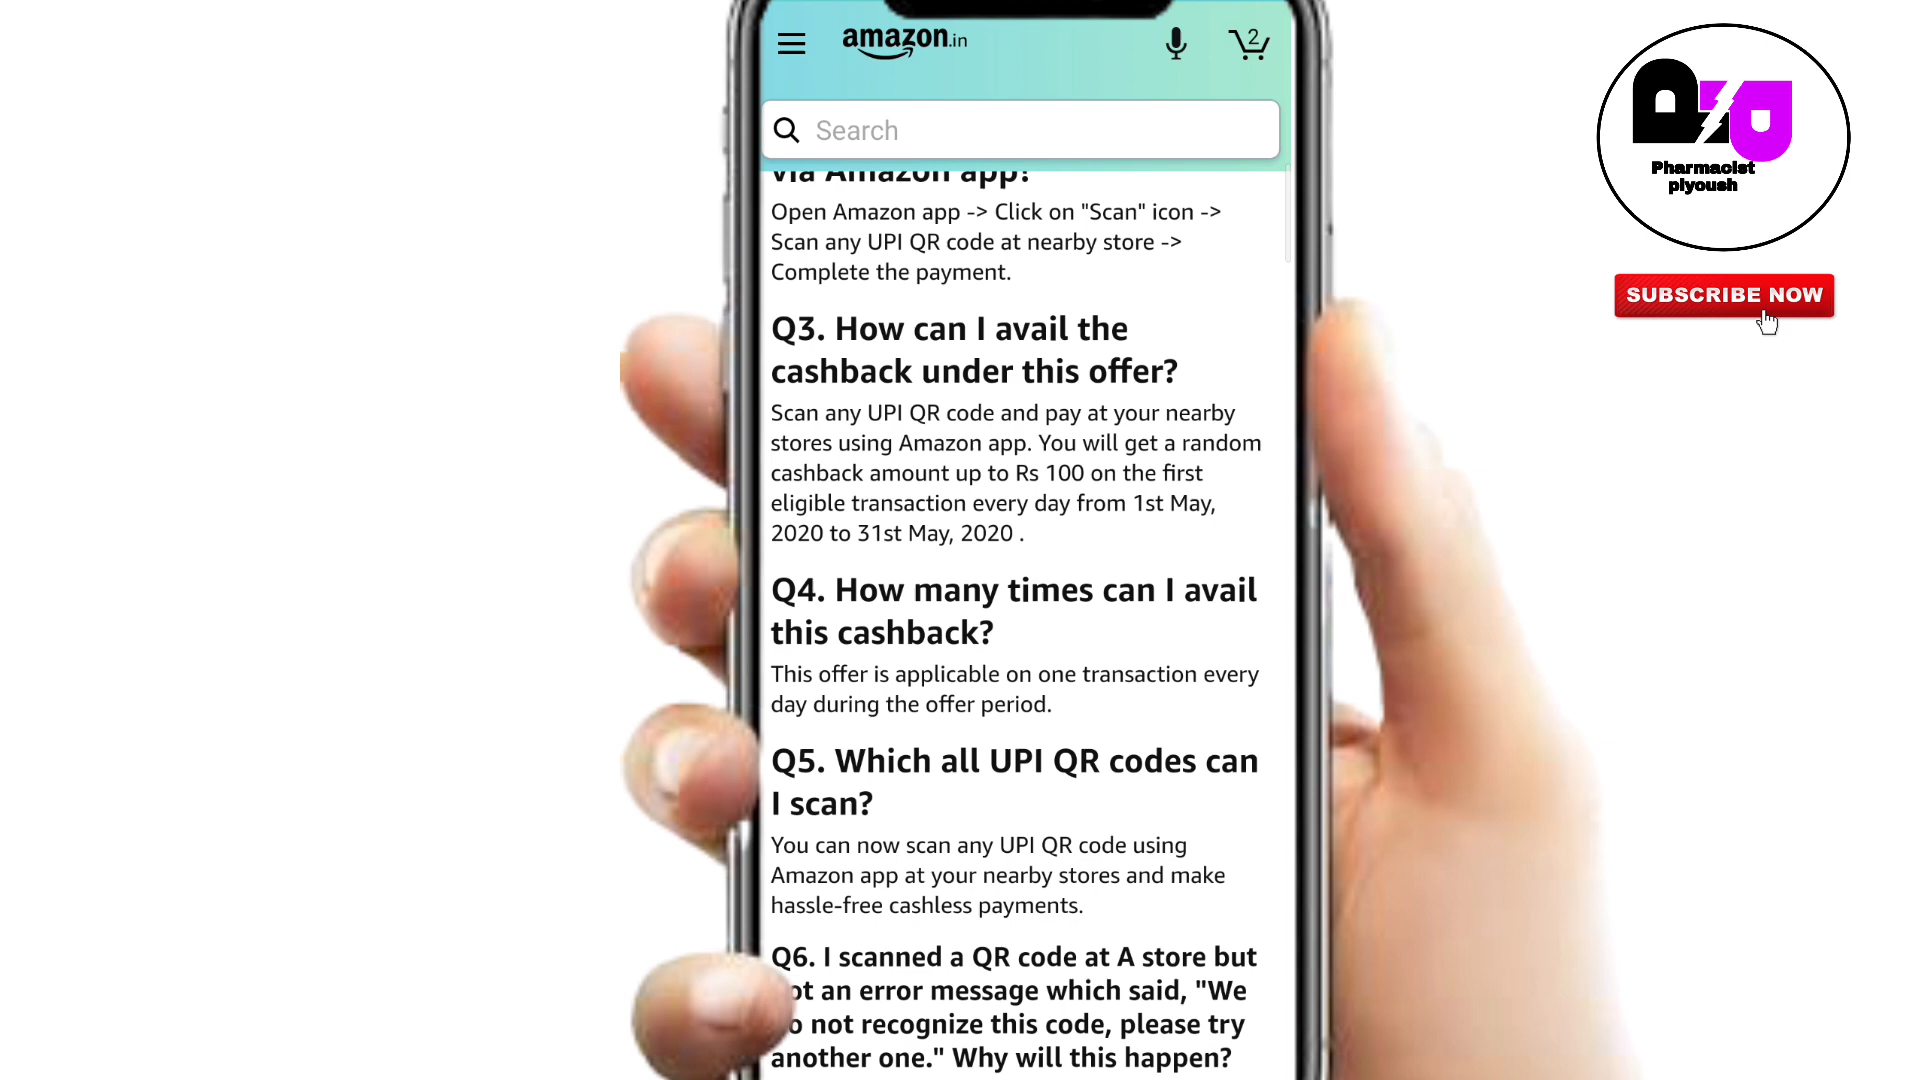 amazon.in
2
Search
via Amazon app?
Open Amazon app -> Click on "Scan" icon ->
Scan any UPI QR code at nearby store ->
Complete the payment.
Q3. How can I avail the
cashback under this offer?
Scan any UPI QR code and pay at your nearby
stores using Amazon app. You will get a random
cashback amount up to Rs 100 on the first
eligible transaction every day from 1st May,
2020 to 31st May, 2020 .
Q4. How many times can I avail
this cashback?
This offer is applicable on one transaction every
day during the offer period.
Q5. Which all UPI QR codes can
I scan?
You can now scan any UPI QR code using
Amazon app at your nearby stores and make
hassle-free cashless payments.
Q6. I scanned a QR code at A store but
an error message which said, "We
not recognize this code, please try
another one." Why will this happen?
Pharmacist
piyoush
SUBSCRIBE NOW